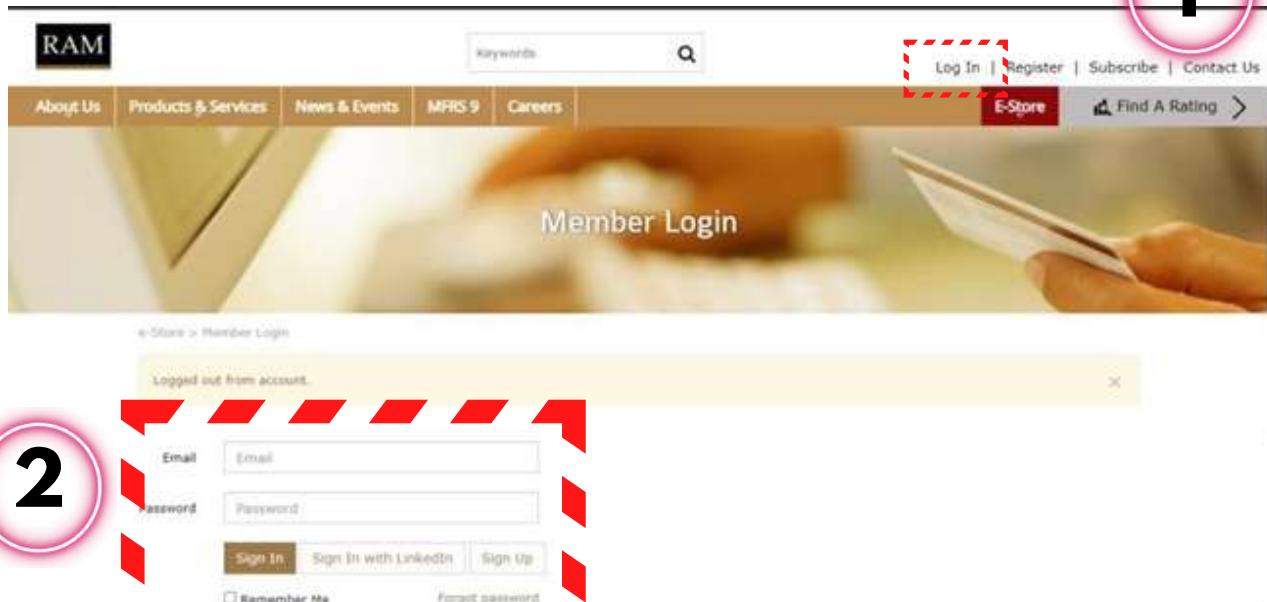 1
RAM
Keywords
Log In | Register | Subscribe | Contact Us
About Us Products & Services News & Events MFRS 9 Careers E-Store Find A Rating
Member Login
e-Store > Member Login
Logged out from account.
2
Email Email
Password Password
Sign In Sign In with LinkedIn Sign Up
Remember Me Forgot password